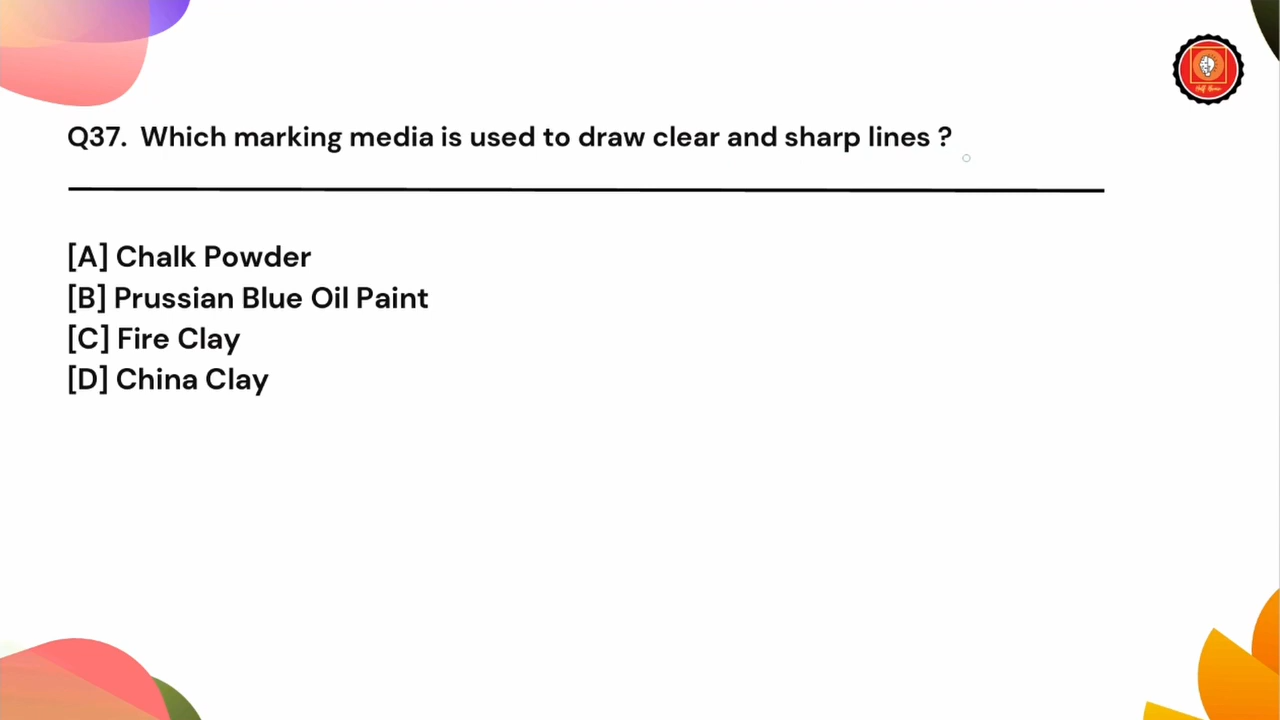 Q37. Which marking media is used to draw clear and sharp lines ?
[A] Chalk Powder
[B] Prussian Blue Oil Paint
[C] Fire Clay
[D] China Clay